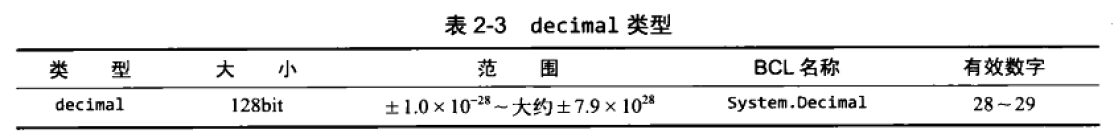 表 2-3 decimal 类型
类 型 大 小 范 围 BCL 名称 有效数字
decimal 128bit ±1.0×10⁻²⁸~大约±7.9×10²⁸ System.Decimal 28~29